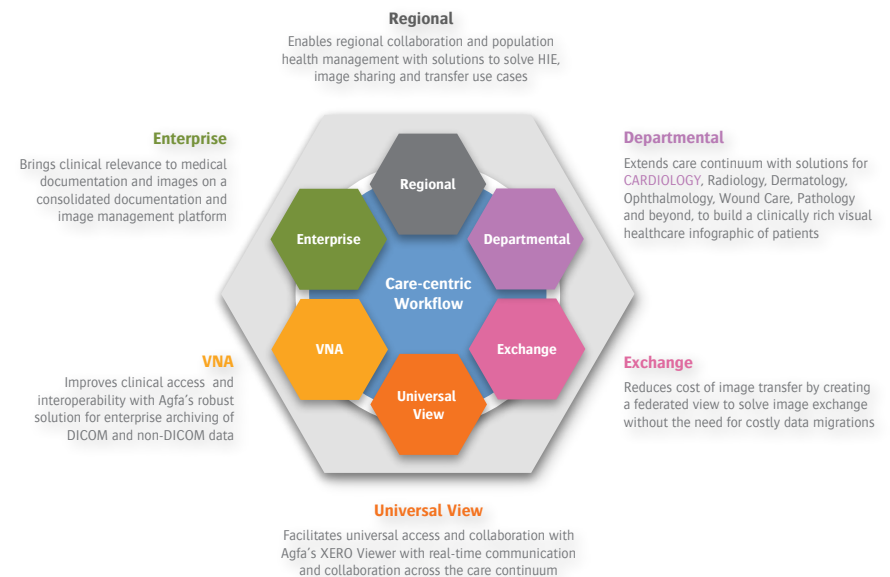 Regional
Enables regional collaboration and population
health management with solutions to solve HIE,
image sharing and transfer use cases
Enterprise
Brings clinical relevance to medical
documentation and images on a
consolidated documentation and
image management platform
Departmental
Extends care continuum with solutions for
CARDIOLOGY, Radiology, Dermatology,
Ophthalmology, Wound Care, Pathology
and beyond, to build a clinically rich visual
healthcare infographic of patients
Regional
Enterprise
Departmental
Care-centric
Workflow
VNA
Exchange
Universal
View
VNA
Improves clinical access and
interoperability with Agfa's robust
solution for enterprise archiving of
DICOM and non-DICOM data
Exchange
Reduces cost of image transfer by creating
a federated view to solve image exchange
without the need for costly data migrations
Universal View
Facilitates universal access and collaboration with
Agfa's XERO Viewer with real-time communication
and collaboration across the care continuum